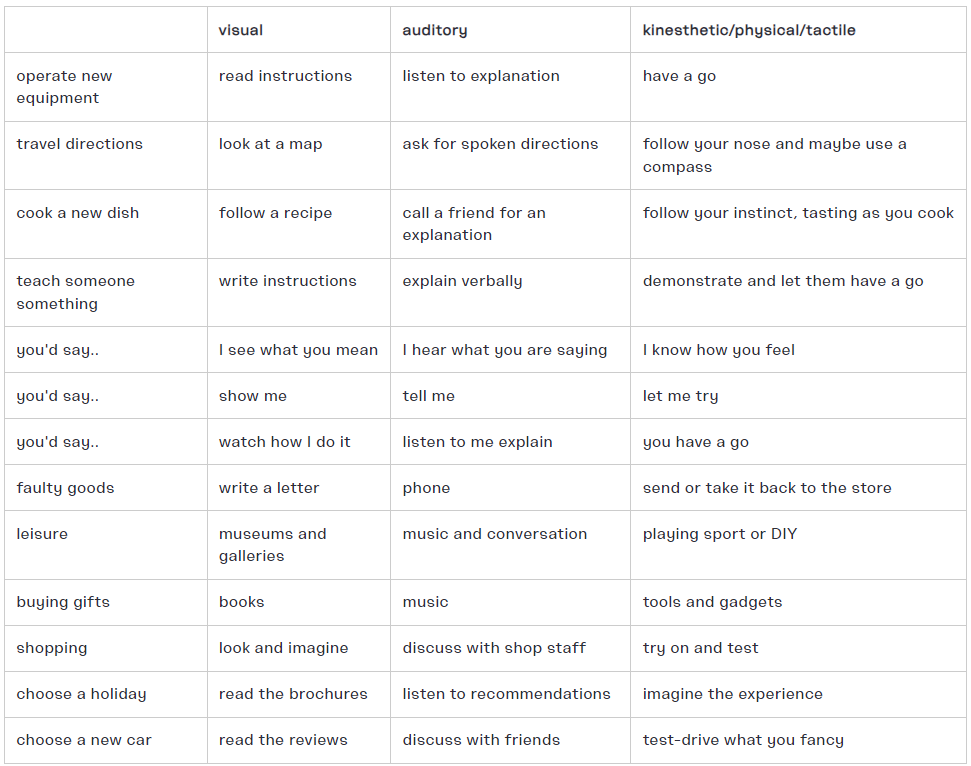 visual auditory kinesthetic/physical/tactile
operate new read instructions listen to explanation have a go
equipment
travel directions look at a map ask for spoken directions follow your nose and maybe use a
compass
cook a new dish follow a recipe call a friend for an follow your instinct, tasting as you cook
explanation
teach someone write instructions explain verbally demonstrate and let them have a go
something
you'd say.. I see what you mean I hear what you are saying I know how you feel
you'd say.. show me tell me let me try
you'd say.. watch how I do it listen to me explain you have a go
faulty goods write a letter phone send or take it back to the store
leisure museums and music and conversation playing sport or DIY
galleries
buying gifts books music tools and gadgets
shopping look and imagine discuss with shop staff try on and test
choose a holiday read the brochures listen to recommendations imagine the experience
choose a new car read the reviews discuss with friends test-drive what you fancy